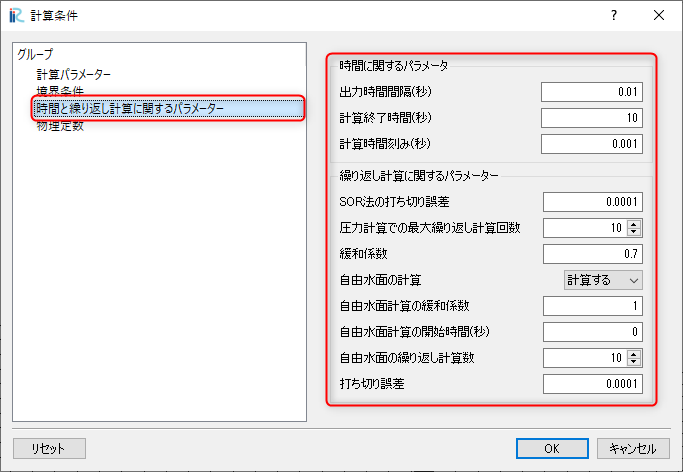 計算条件
グループ
計算パラメーター
境界条件
時間と繰り返し計算に関するパラメーター
物理定数
時間に関するパラメータ
出力時間間隔(秒) 0.01
計算終了時間(秒) 10
計算時間刻み(秒) 0.001
繰り返し計算に関するパラメーター
SOR法の打ち切り誤差 0.0001
圧力計算での最大繰り返し計算回数 10
緩和係数 0.7
自由水面の計算 計算する
自由水面計算の緩和係数 1
自由水面計算の開始時間(秒) 0
自由水面の繰り返し計算数 10
打ち切り誤差 0.0001
リセット OK キャンセル